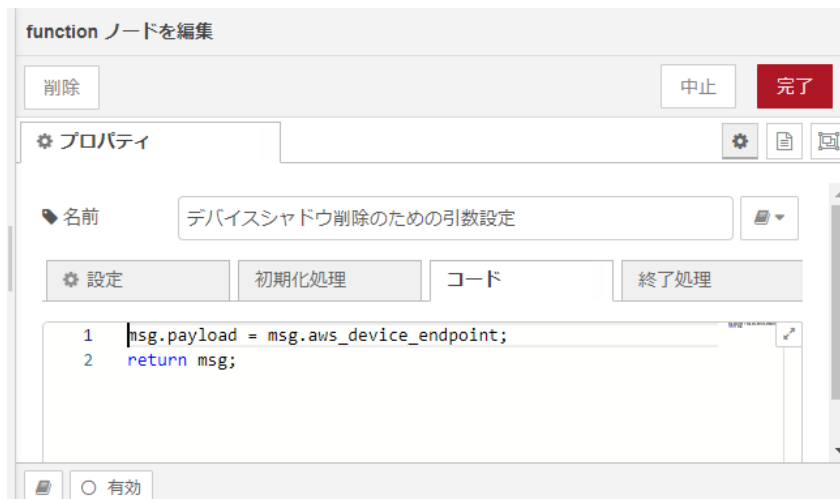 function ノードを編集
削除
中止
完了
プロパティ
名前
デバイスシャドウ削除のための引数設定
設定
初期化処理
コード
終了処理
1 msg.payload = msg.aws_device_endpoint;
2 return msg;
有効